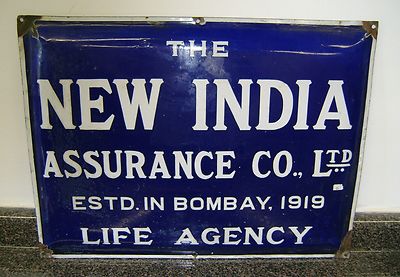 THE
NEW INDIA
ASSURANCE CO., LTD
ESTD. IN BOMBAY, 1919
LIFE AGENCY